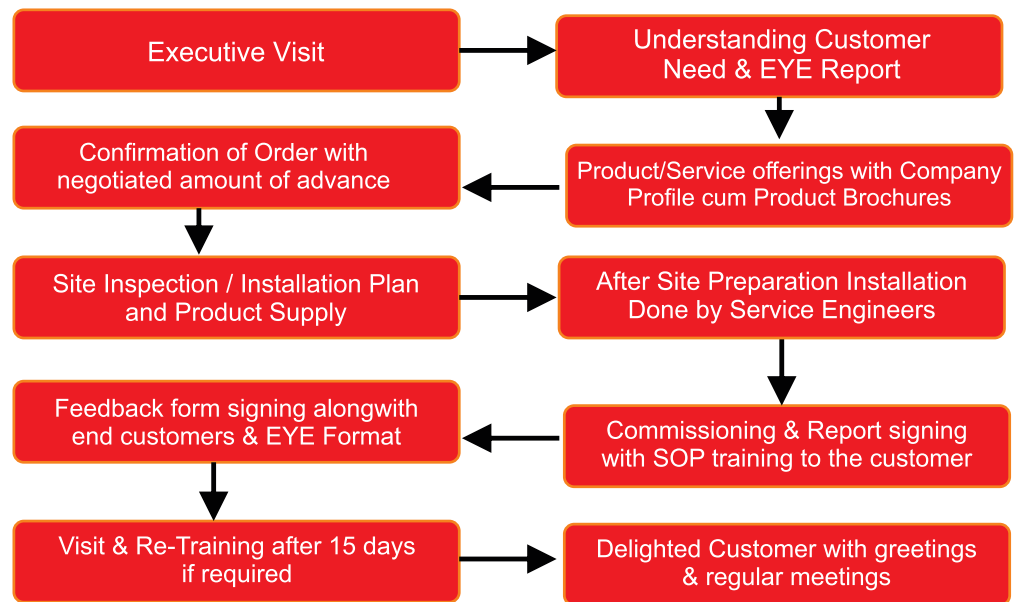 Executive Visit
Understanding Customer
Need & EYE Report
Product/Service offerings with Company
Profile cum Product Brochures
Confirmation of Order with
negotiated amount of advance
Site Inspection / Installation Plan
and Product Supply
After Site Preparation Installation
Done by Service Engineers
Commissioning & Report signing
with SOP training to the customer
Feedback form signing alongwith
end customers & EYE Format
Visit & Re-Training after 15 days
if required
Delighted Customer with greetings
& regular meetings